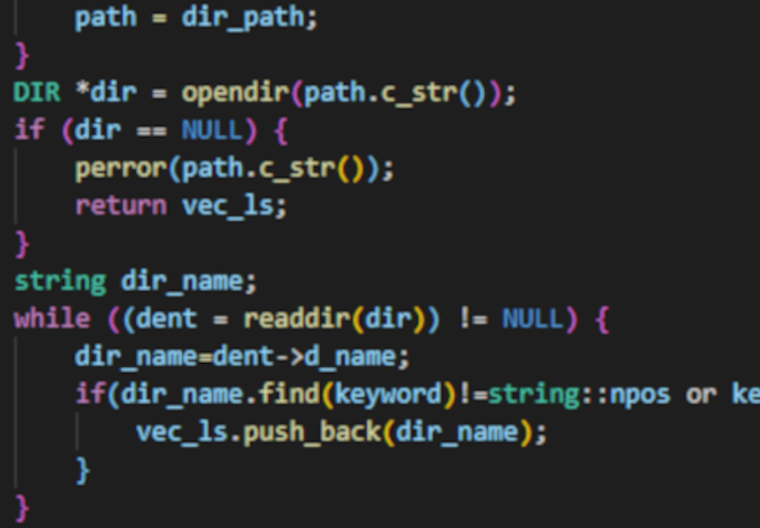 path = dir_path;
}
DIR *dir = opendir(path.c_str());
if (dir == NULL) {
perror(path.c_str());
return vec_ls;
}
string dir_name;
while ((dent = readdir(dir)) != NULL) {
dir_name=dent->d_name;
if(dir_name.find(keyword)!=string::npos or ke
vec_ls.push_back(dir_name);
}
}